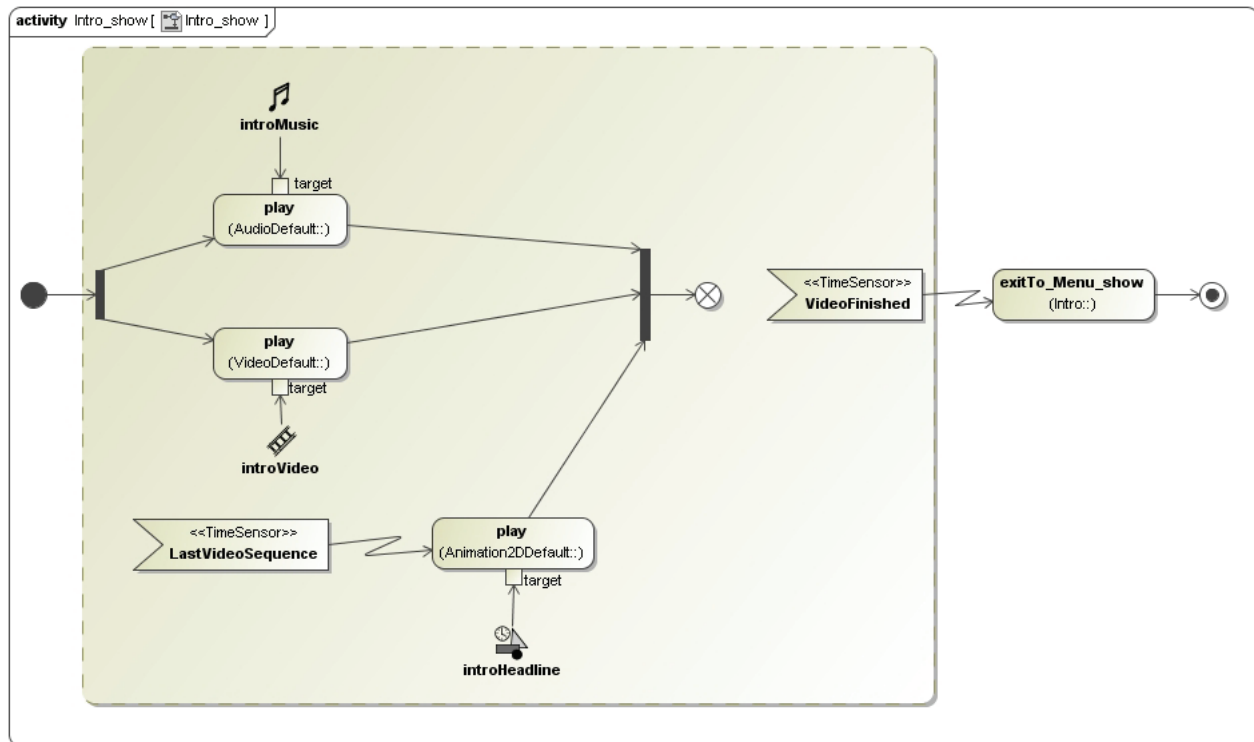 activity Intro_show [ Intro_show ]
introMusic
target
play
(AudioDefault::)
<<TimeSensor>>
VideoFinished
exitTo_Menu_show
(Intro::)
play
(VideoDefault::)
target
introVideo
<<TimeSensor>>
LastVideoSequence
play
(Animation2DDefault::)
target
introHeadline